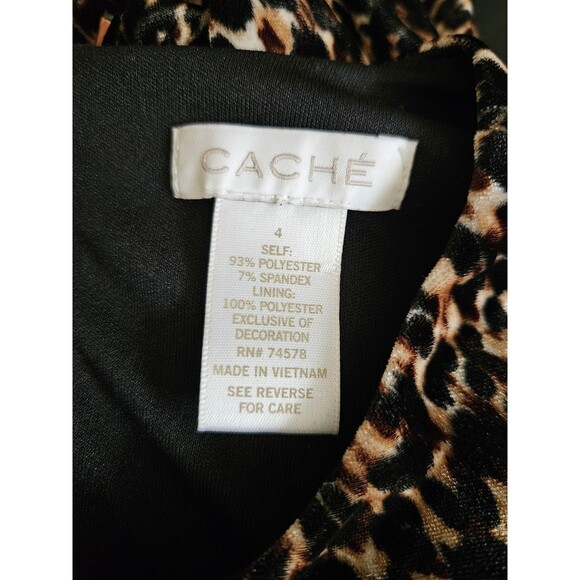 CACHÉ
4
SELF:
93% POLYESTER
7% SPANDEX
LINING:
100% POLYESTER
EXCLUSIVE OF
DECORATION
RN# 74578
MADE IN VIETNAM
SEE REVERSE
FOR CARE